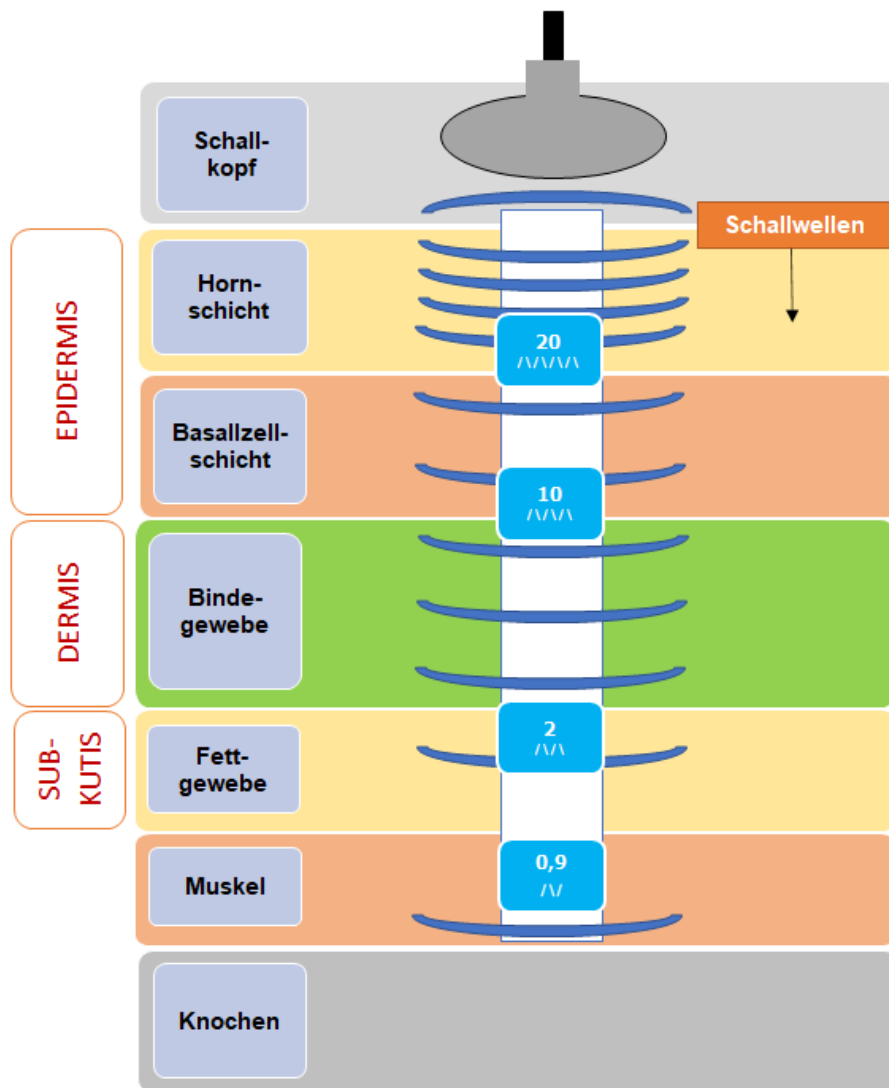 Schall-
kopf
Schallwellen
EPIDERMIS
Horn-
schicht
20
/\/\/\/\
Basallzell-
schicht
10
/\/\/\
DERMIS
Binde-
gewebe
2
/\/\
SUB-
KUTIS
Fett-
gewebe
0,9
/\/
Muskel
Knochen